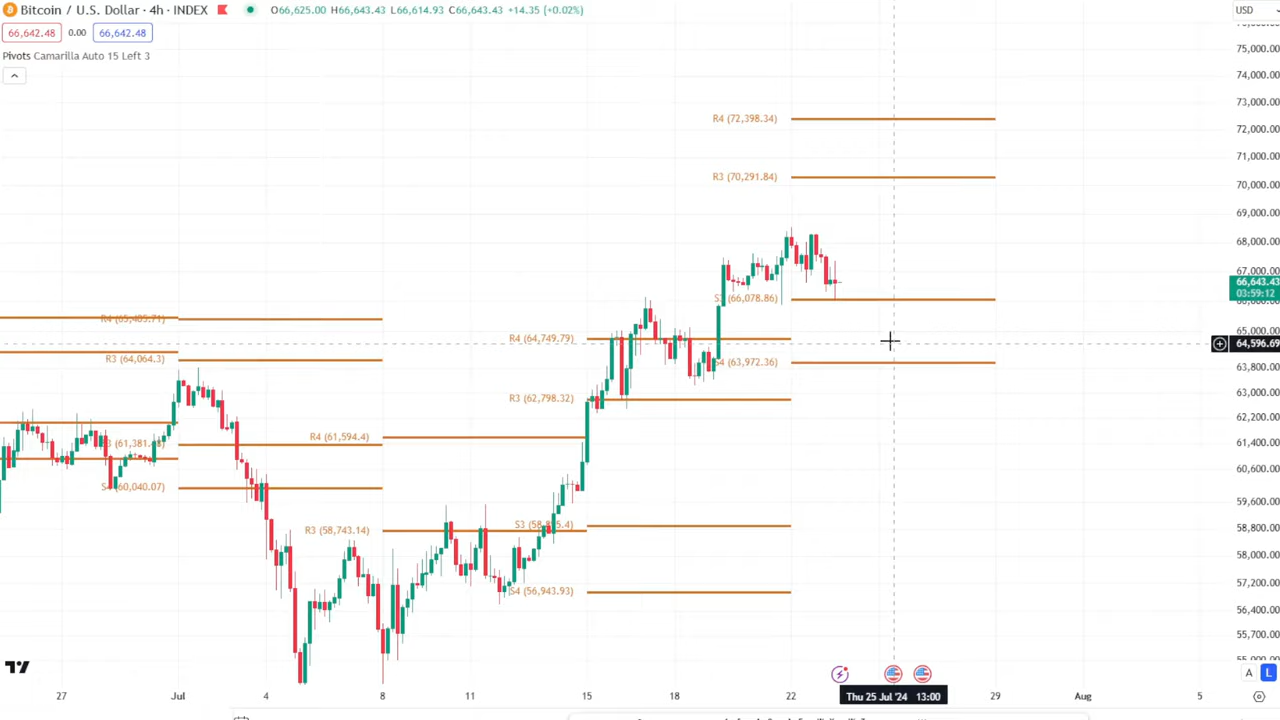 Bitcoin / U.S. Dollar · 4h · INDEX O66,625.00 H66,643.43 L66,614.93 C66,643.43 +14.35 (+0.02%)
USD
66,642.48 0.00 66,642.48
Pivots Camarilla Auto 15 Left 3
75,000.00
74,000.00
73,000.00
R4 (72,398.34)
72,000.00
71,000.00
R3 (70,291.84)
70,000.00
69,000.00
68,000.00
67,000.00
66,643.43
03:59:12
(66,078.86)
R4 (65,485.71)
65,000.00
R4 (64,749.79)
64,596.69
R3 (64,064.3)
S4 (63,972.36)
63,800.00
R3 (62,798.32)
63,000.00
62,200.00
R4 (61,594.4)
61,400.00
60,600.00
S4 (60,040.07)
59,600.00
R3 (58,743.14)
58,800.00
58,000.00
57,200.00
S4 (56,943.93)
56,400.00
55,700.00
A L
27 Jul 4 8 11 15 18 22 Thu 25 Jul '24 13:00 29 Aug 5